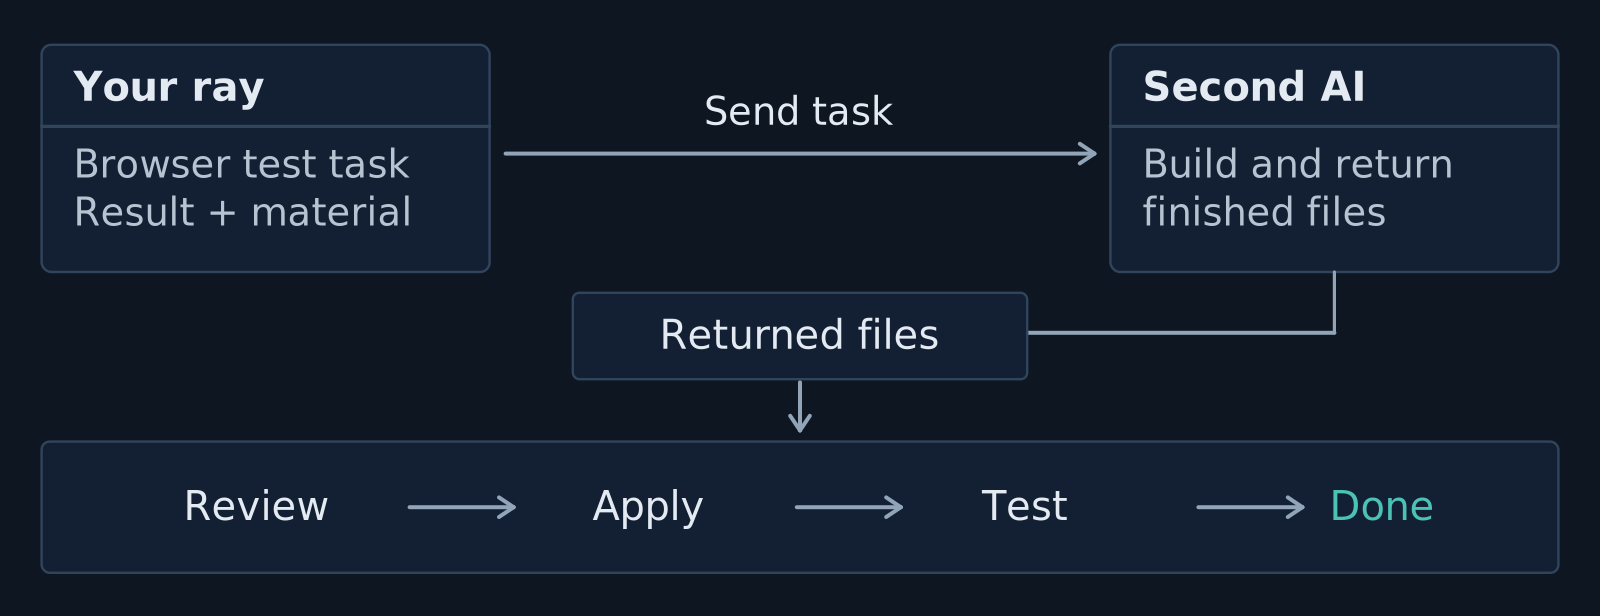 Your ray
Browser test task
Result + material
Send task
Second AI
Build and return
finished files
Returned files
Review
Apply
Test
Done